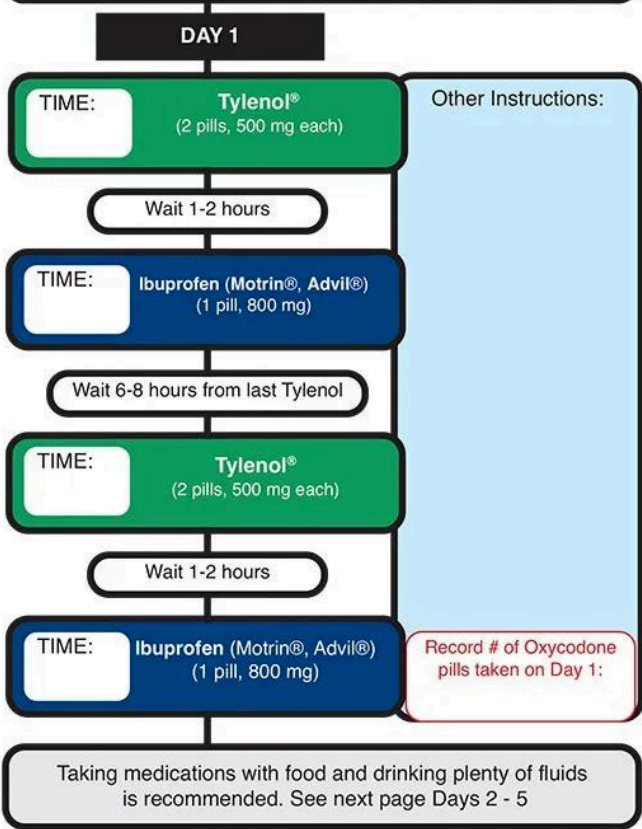 DAY 1
TIME:
Tylenol®
(2 pills, 500 mg each)
Other Instructions:
Wait 1-2 hours
TIME:
Ibuprofen (Motrin®, Advil®)
(1 pill, 800 mg)
Wait 6-8 hours from last Tylenol
TIME:
Tylenol®
(2 pills, 500 mg each)
Wait 1-2 hours
TIME:
Ibuprofen (Motrin®, Advil®)
(1 pill, 800 mg)
Record # of Oxycodone
pills taken on Day 1:
Taking medications with food and drinking plenty of fluids
is recommended. See next page Days 2 - 5